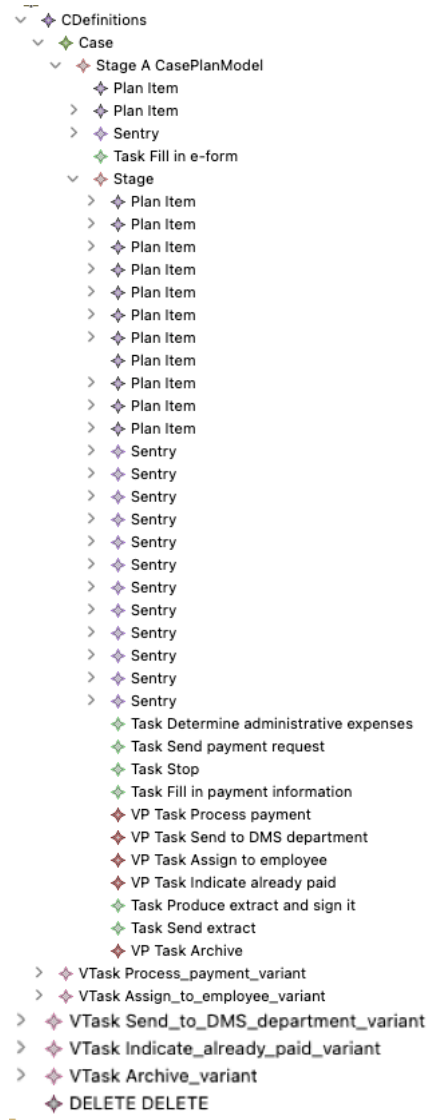 CDefinitions
Case
Stage A CasePlanModel
Plan Item
Plan Item
Sentry
Task Fill in e-form
Stage
Plan Item
Plan Item
Plan Item
Plan Item
Plan Item
Plan Item
Plan Item
Plan Item
Plan Item
Plan Item
Plan Item
Sentry
Sentry
Sentry
Sentry
Sentry
Sentry
Sentry
Sentry
Sentry
Sentry
Sentry
Sentry
Task Determine administrative expenses
Task Send payment request
Task Stop
Task Fill in payment information
VP Task Process payment
VP Task Send to DMS department
VP Task Assign to employee
VP Task Indicate already paid
Task Produce extract and sign it
Task Send extract
VP Task Archive
VTask Process_payment_variant
VTask Assign_to_employee_variant
VTask Send_to_DMS_department_variant
VTask Indicate_already_paid_variant
VTask Archive_variant
DELETE DELETE